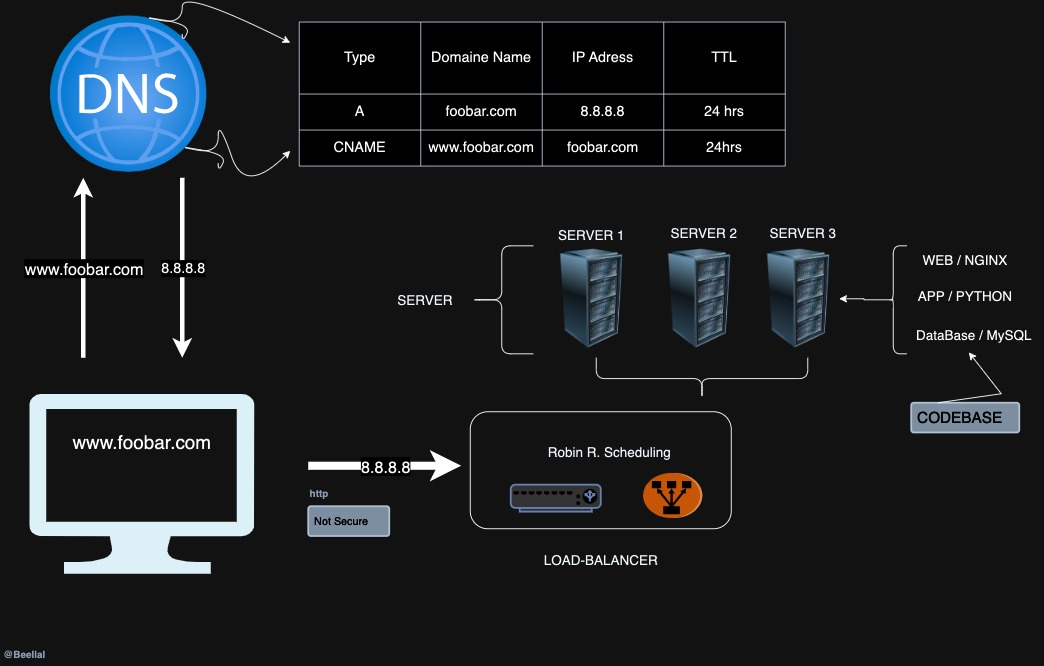 DNS
Type Domaine Name IP Adress TTL
A foobar.com 8.8.8.8 24 hrs
CNAME www.foobar.com foobar.com 24hrs
www.foobar.com 8.8.8.8
SERVER 1 SERVER 2 SERVER 3
SERVER
WEB / NGINX
APP / PYTHON
DataBase / MySQL
CODEBASE
www.foobar.com
8.8.8.8
http
Not Secure
Robin R. Scheduling
LOAD-BALANCER
@Beellal